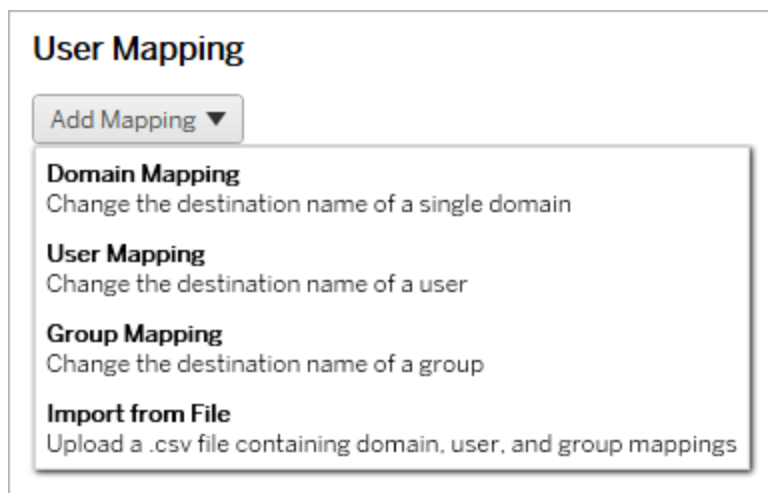 User Mapping
Add Mapping ▼
Domain Mapping
Change the destination name of a single domain
User Mapping
Change the destination name of a user
Group Mapping
Change the destination name of a group
Import from File
Upload a .csv file containing domain, user, and group mappings